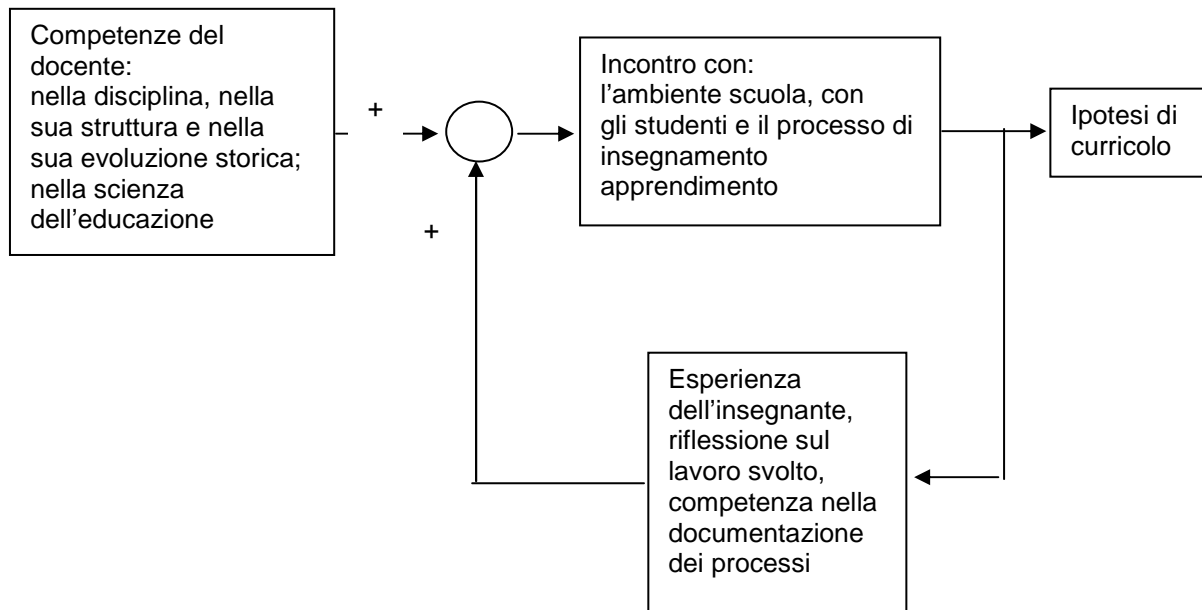 Competenze del
docente:
nella disciplina, nella
sua struttura e nella
sua evoluzione storica;
nella scienza
dell’educazione
+
+
Incontro con:
l’ambiente scuola, con
gli studenti e il processo di
insegnamento
apprendimento
Ipotesi di
curricolo
Esperienza
dell’insegnante,
riflessione sul
lavoro svolto,
competenza nella
documentazione
dei processi